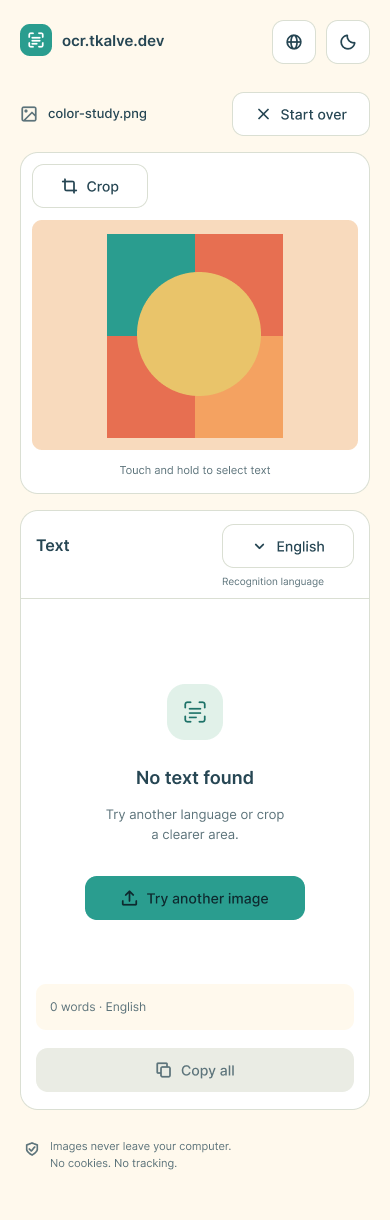 ocr.tkalve.dev
color-study.png
Start over
Crop
Touch and hold to select text
Text
English
Recognition language
No text found
Try another language or crop
a clearer area.
Try another image
0 words · English
Copy all
Images never leave your computer.
No cookies. No tracking.